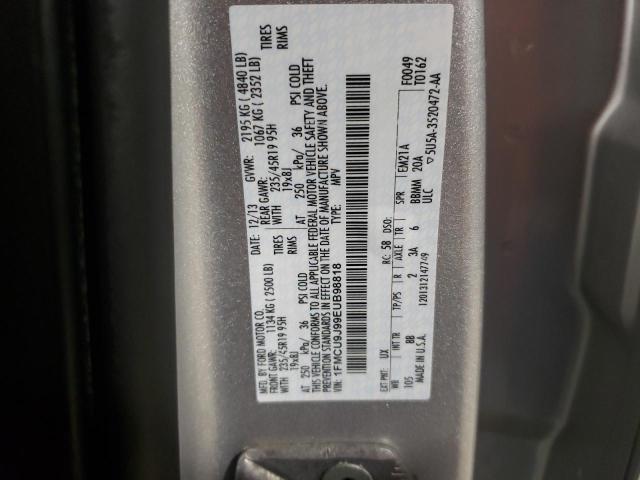 MFD. BY FORD MOTOR CO.
DATE: 12/13 GVWR: 2195 KG ( 4840 LB)
FRONT GAWR: 1134 KG ( 2500 LB) REAR GAWR: 1067 KG ( 2352 LB)
WITH 235/45R19 95H TIRES WITH 235/45R19 95H TIRES
19x8J RIMS 19x8J RIMS
AT 250 kPa/ 36 PSI COLD AT 250 kPa/ 36 PSI COLD
THIS VEHICLE CONFORMS TO ALL APPLICABLE FEDERAL MOTOR VEHICLE SAFETY AND THEFT
PREVENTION STANDARDS IN EFFECT ON THE DATE OF MANUFACTURE SHOWN ABOVE.
VIN: 1FMCU9J99EUB98818 TYPE: MPV
F0049
T0162
EXT PNT: UX RC: 58 DSO:
WB INT TR TP/PS R AXLE TR SPR EM21A
105 BB 2 3A 6 BBMM 20A
MADE IN U.S.A. 1201312147749 ULC ▽5U5A-3520472-AA